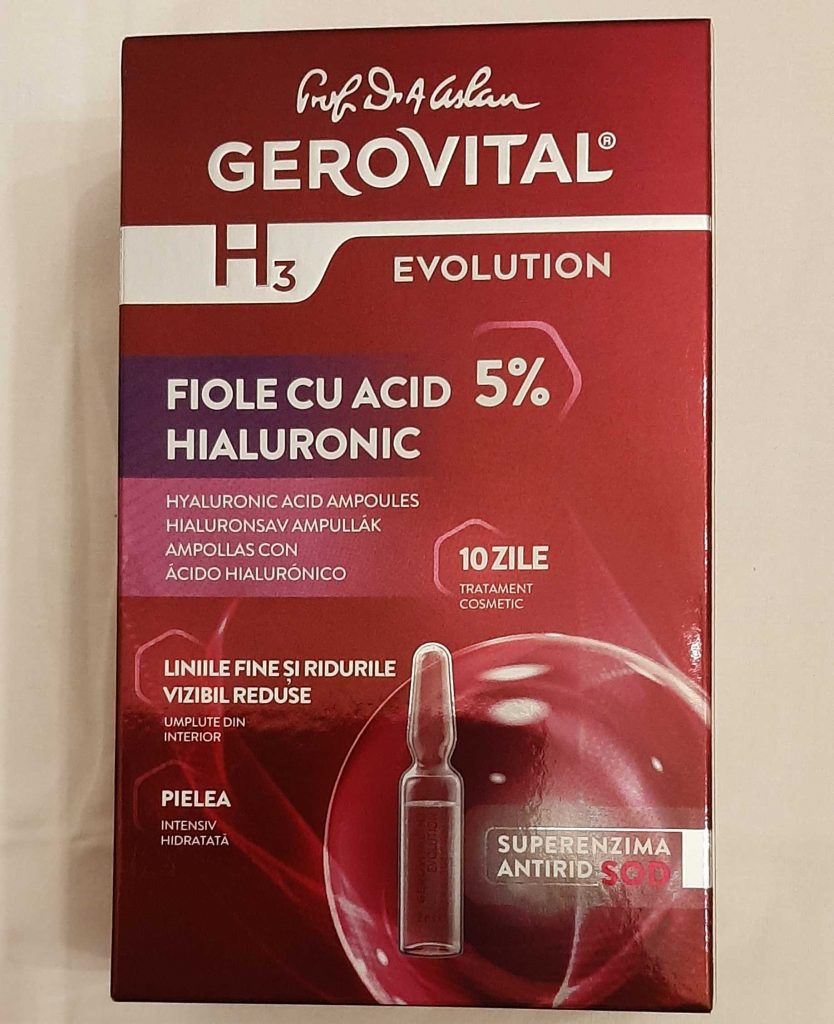 Prof. Dr. A. Aslan
GEROVITAL®
H3
EVOLUTION
FIOLE CU ACID 5%
HIALURONIC
HYALURONIC ACID AMPOULES
HIALURONSAV AMPULLÁK
AMPOLLAS CON
ÁCIDO HIALURÓNICO
10 ZILE
TRATAMENT
COSMETIC
LINIILE FINE ȘI RIDURILE
VIZIBIL REDUSE
UMPLUTE DIN
INTERIOR
PIELEA
INTENSIV
HIDRATATĂ
SUPERENZIMA
ANTIRID SOD
EVOLUTION